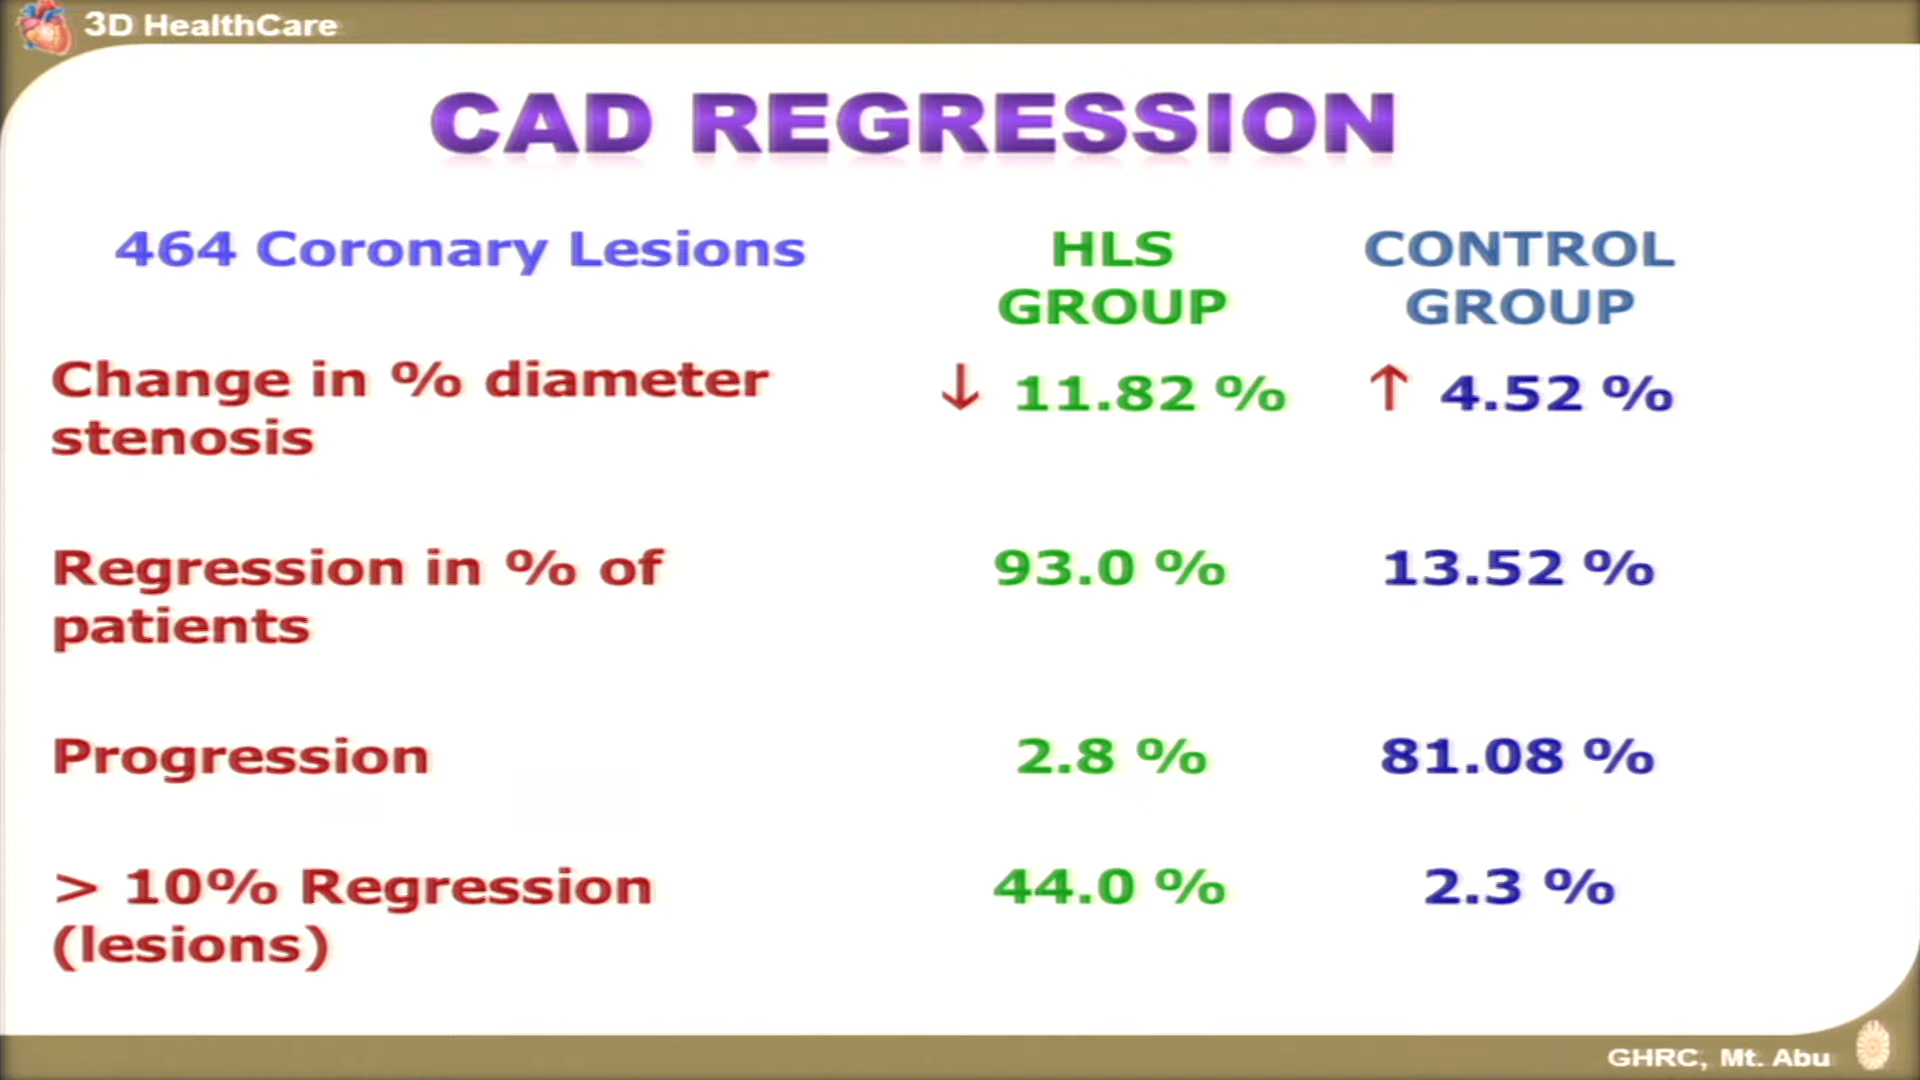 3D HealthCare
CAD REGRESSION
464 Coronary Lesions
HLS
GROUP
CONTROL
GROUP
Change in % diameter
stenosis
↓ 11.82 %
↑ 4.52 %
Regression in % of
patients
93.0 %
13.52 %
Progression
2.8 %
81.08 %
> 10% Regression
(lesions)
44.0 %
2.3 %
GHRC, Mt. Abu